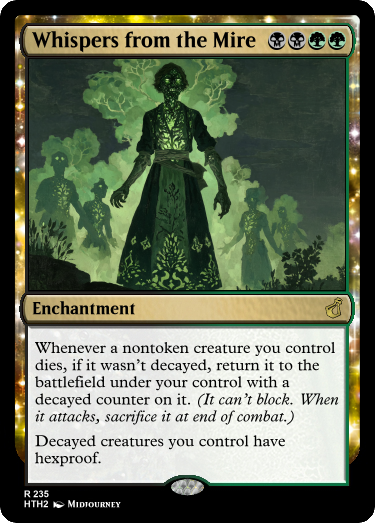 Whispers from the Mire
Enchantment
Whenever a nontoken creature you control
dies, if it wasn't decayed, return it to the
battlefield under your control with a
decayed counter on it. (It can't block. When
it attacks, sacrifice it at end of combat.)
Decayed creatures you control have
hexproof.
R 235
HTH2 Midjourney